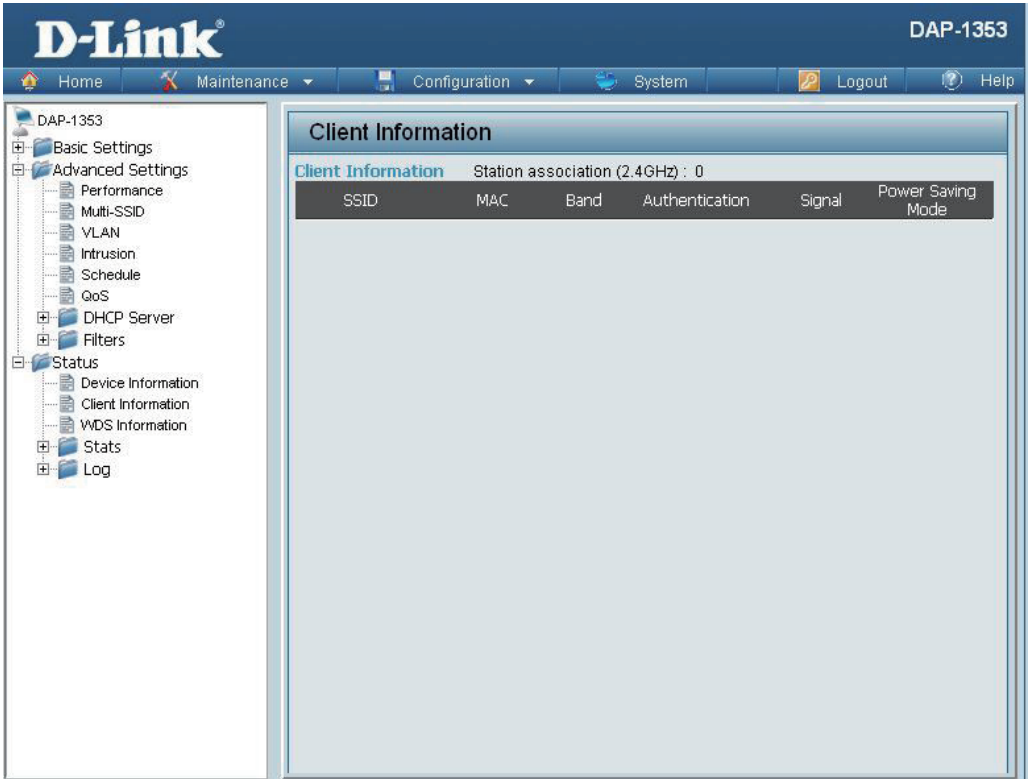 D-Link®
DAP-1353
Home Maintenance Configuration System Logout Help
DAP-1353
Basic Settings
Advanced Settings
Performance
Multi-SSID
VLAN
Intrusion
Schedule
QoS
DHCP Server
Filters
Status
Device Information
Client Information
WDS Information
Stats
Log
Client Information
Client Information Station association (2.4GHz) : 0
SSID MAC Band Authentication Signal Power Saving Mode